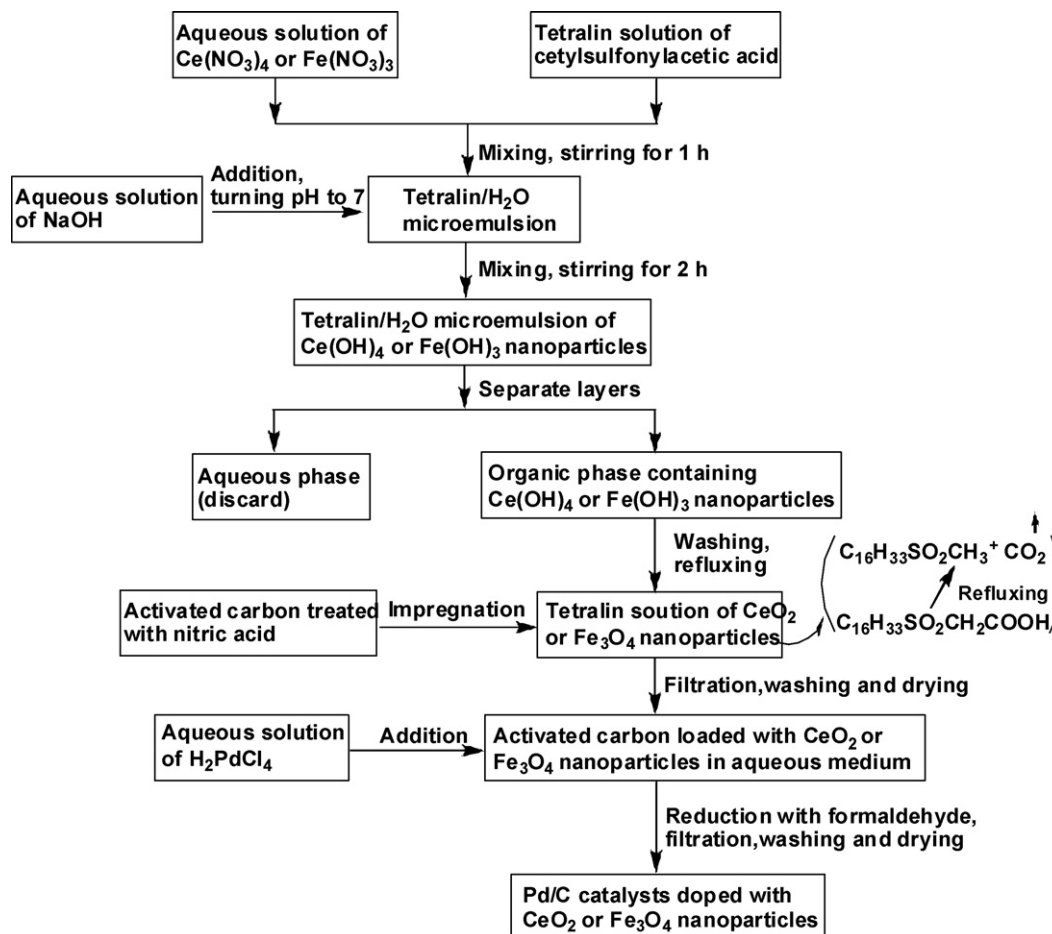 Aqueous solution of
Ce(NO₃)₄ or Fe(NO₃)₃
Tetralin solution of
cetylsulfonylacetic acid
Mixing, stirring for 1 h
Aqueous solution
of NaOH
Addition,
turning pH to 7
Tetralin/H₂O
microemulsion
Mixing, stirring for 2 h
Tetralin/H₂O microemulsion of
Ce(OH)₄ or Fe(OH)₃ nanoparticles
Separate layers
Aqueous phase
(discard)
Organic phase containing
Ce(OH)₄ or Fe(OH)₃ nanoparticles
Washing,
refluxing
C₁₆H₃₃SO₂CH₃⁺ CO₂
Refluxing
C₁₆H₃₃SO₂CH₂COOH
Activated carbon treated
with nitric acid
Impregnation
Tetralin soution of CeO₂
or Fe₃O₄ nanoparticles
Filtration,washing and drying
Aqueous solution
of H₂PdCl₄
Addition
Activated carbon loaded with CeO₂ or
Fe₃O₄ nanoparticles in aqueous medium
Reduction with formaldehyde,
filtration,washing and drying
Pd/C catalysts doped with
CeO₂ or Fe₃O₄ nanoparticles